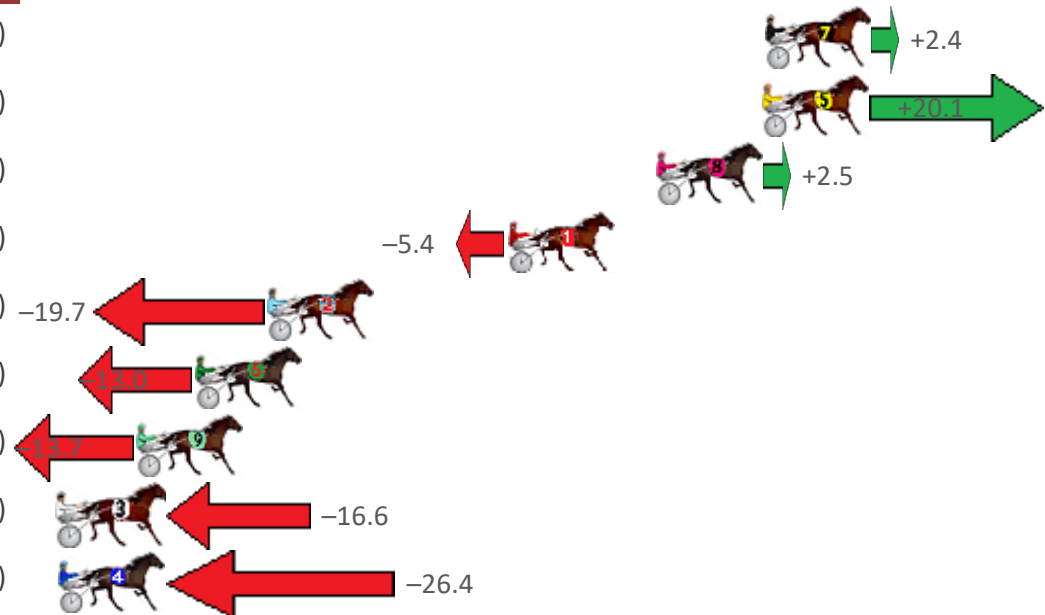 ) 7 +2.4
) 5 +20.1
) 8 +2.5
) –5.4 1
) –19.7 2
) –13.0 6
) –13.7 9
) 3 –16.6
) 4 –26.4